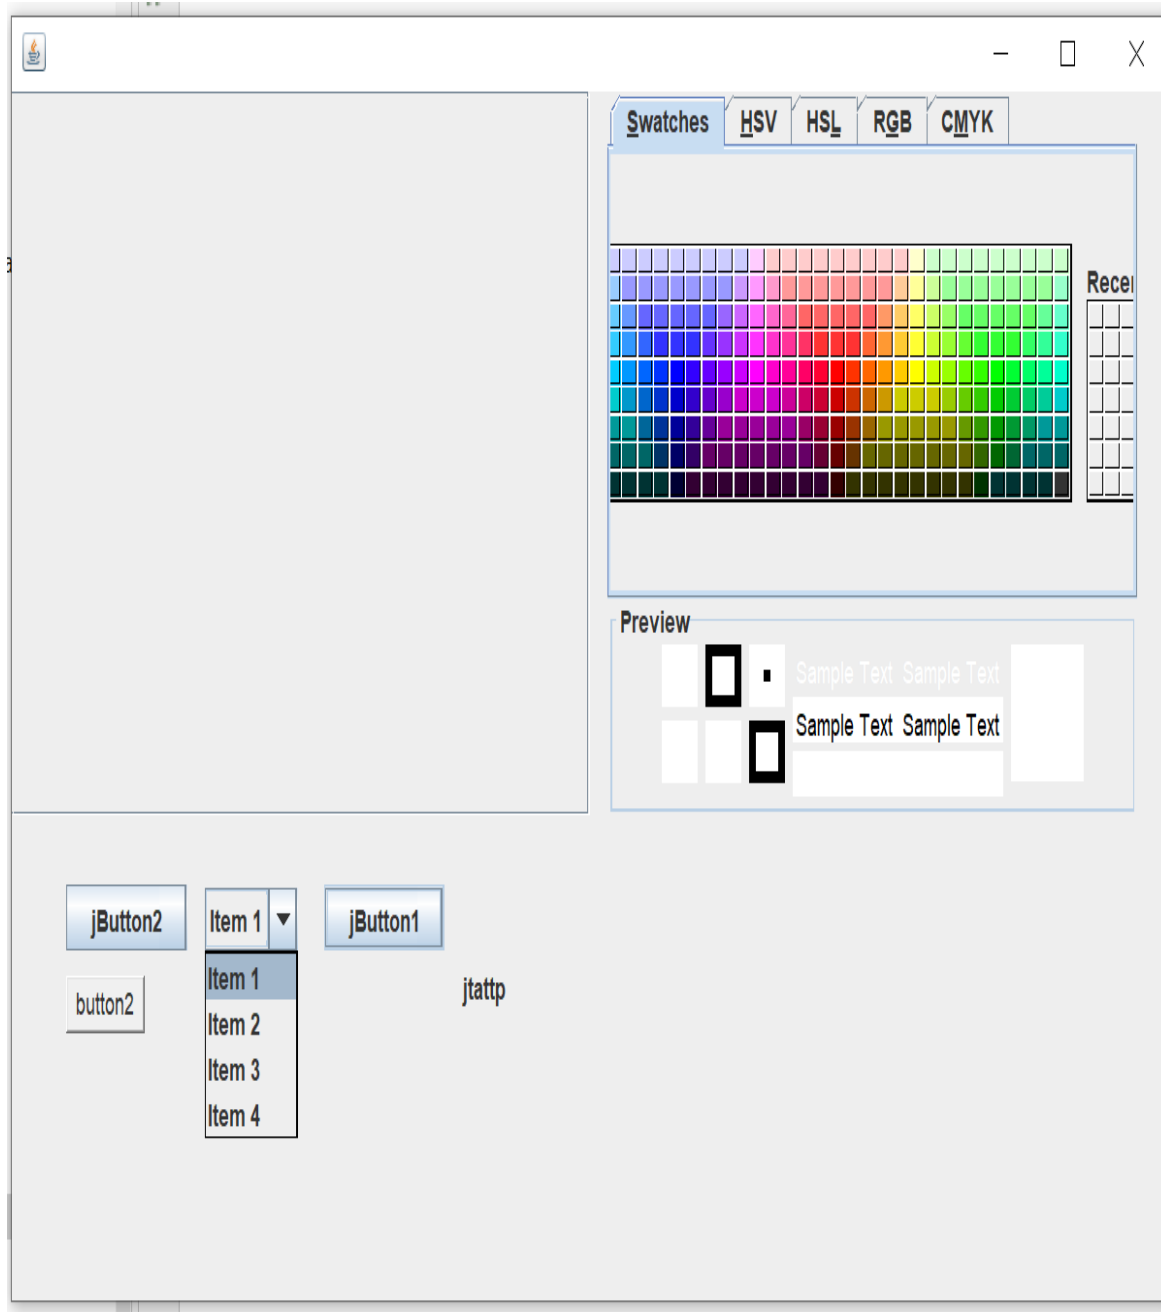 Swatches HSV HSL RGB CMYK
Preview
Sample Text Sample Text
Sample Text Sample Text
jButton2 Item 1 jButton1
Item 1
button2
jtattp
Item 2
Item 3
Item 4